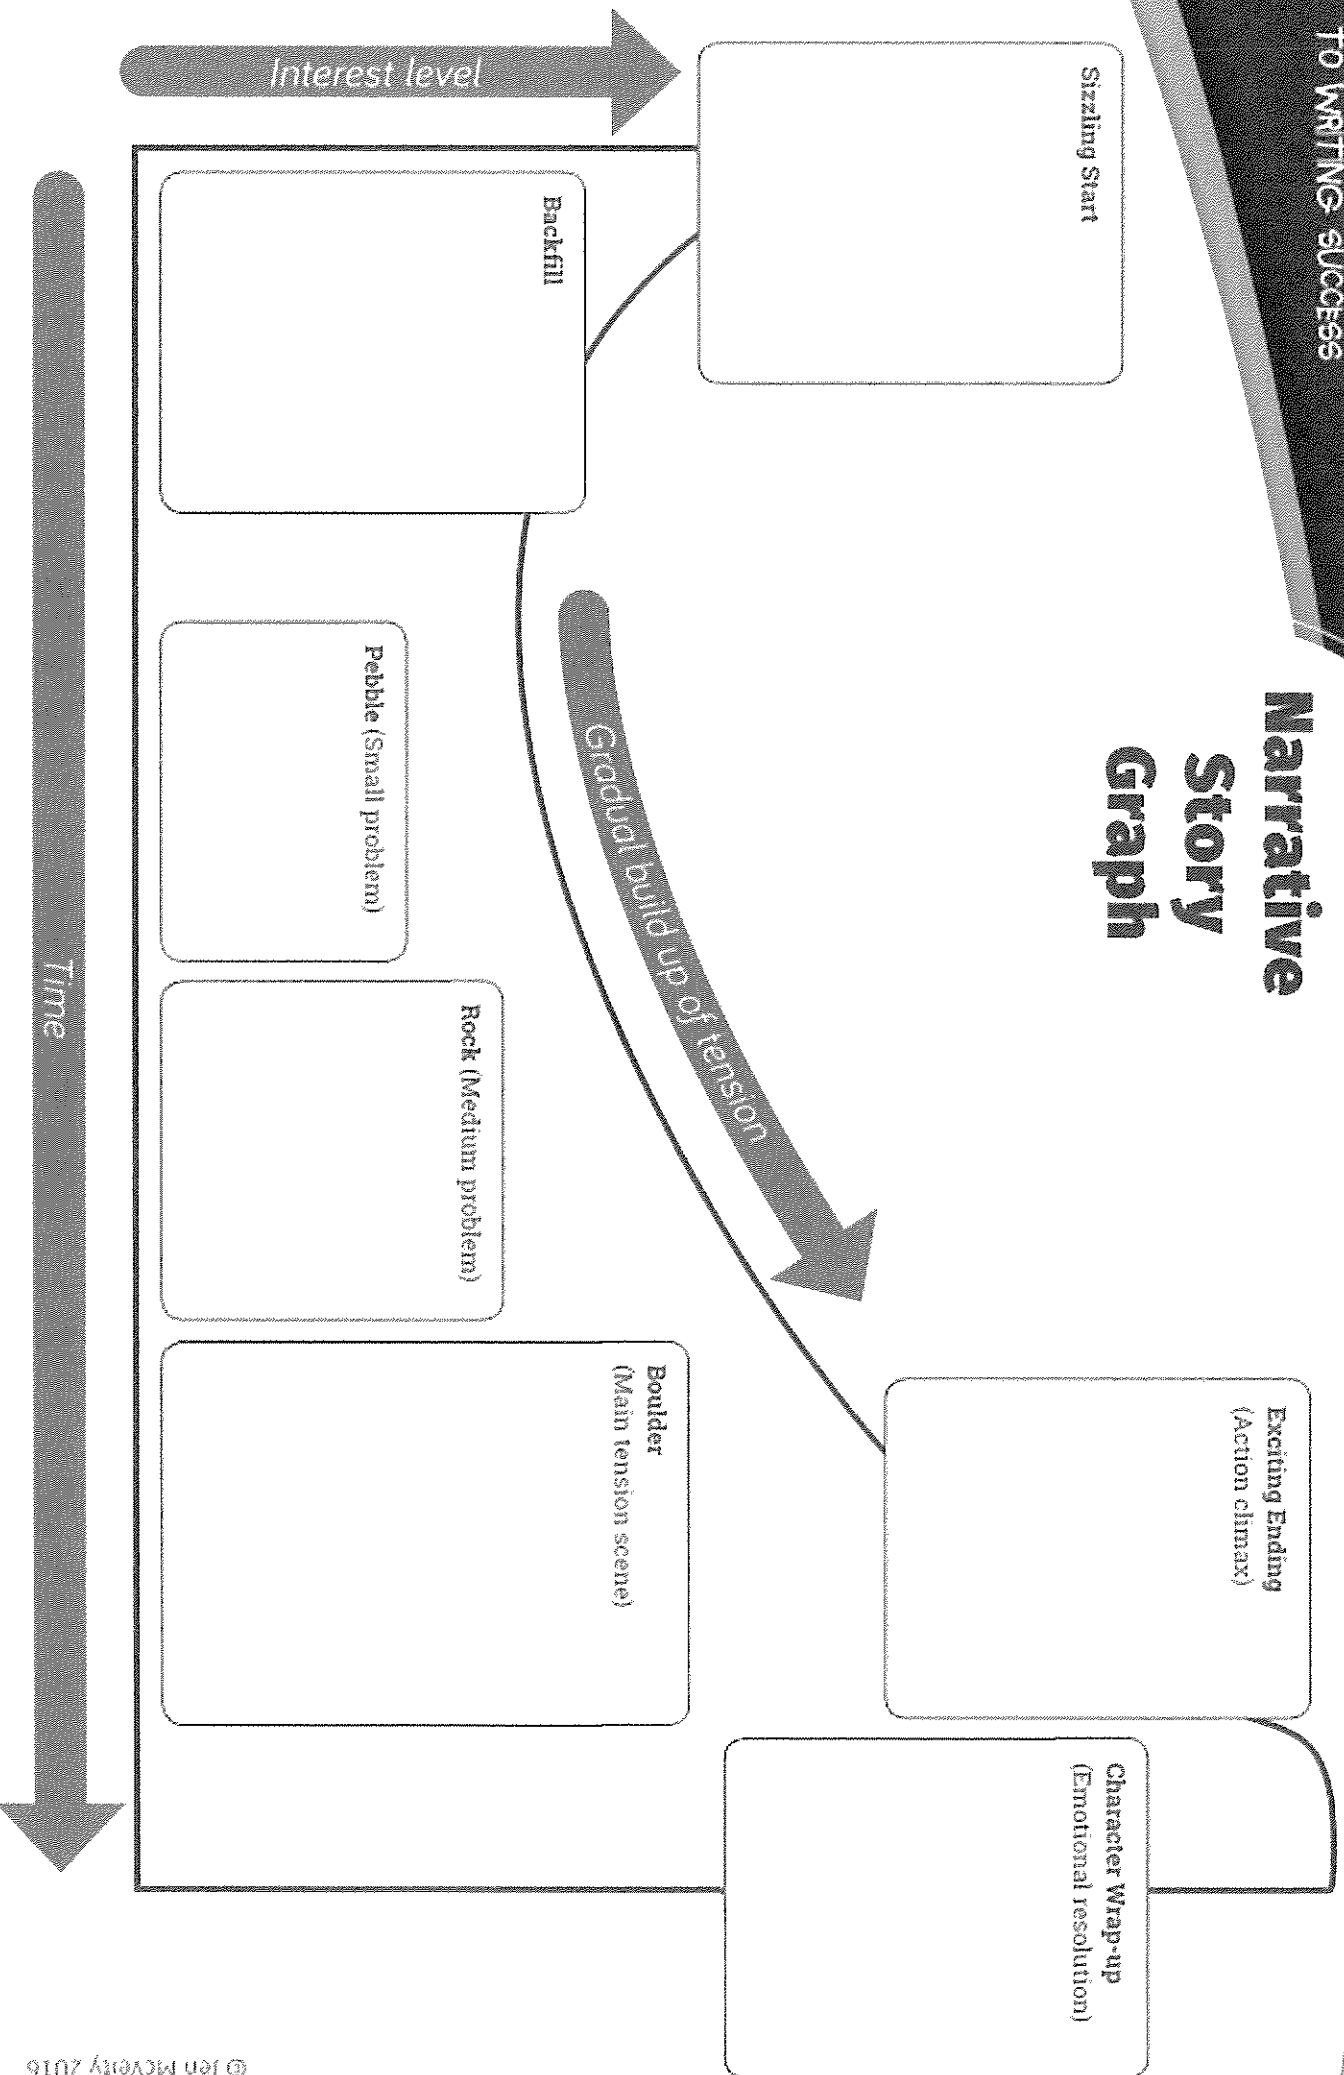 TO WRITING SUCCESS
Narrative
Story
Graph
Interest level
Sizzling Start
Backfill
Gradual build up of tension
Pebble (Small problem)
Rock (Medium problem)
Boulder
(Main tension scene)
Exciting Ending
(Action climax)
Character Wrap-up
(Emotional resolution)
Time
© Jen McVeity 2016